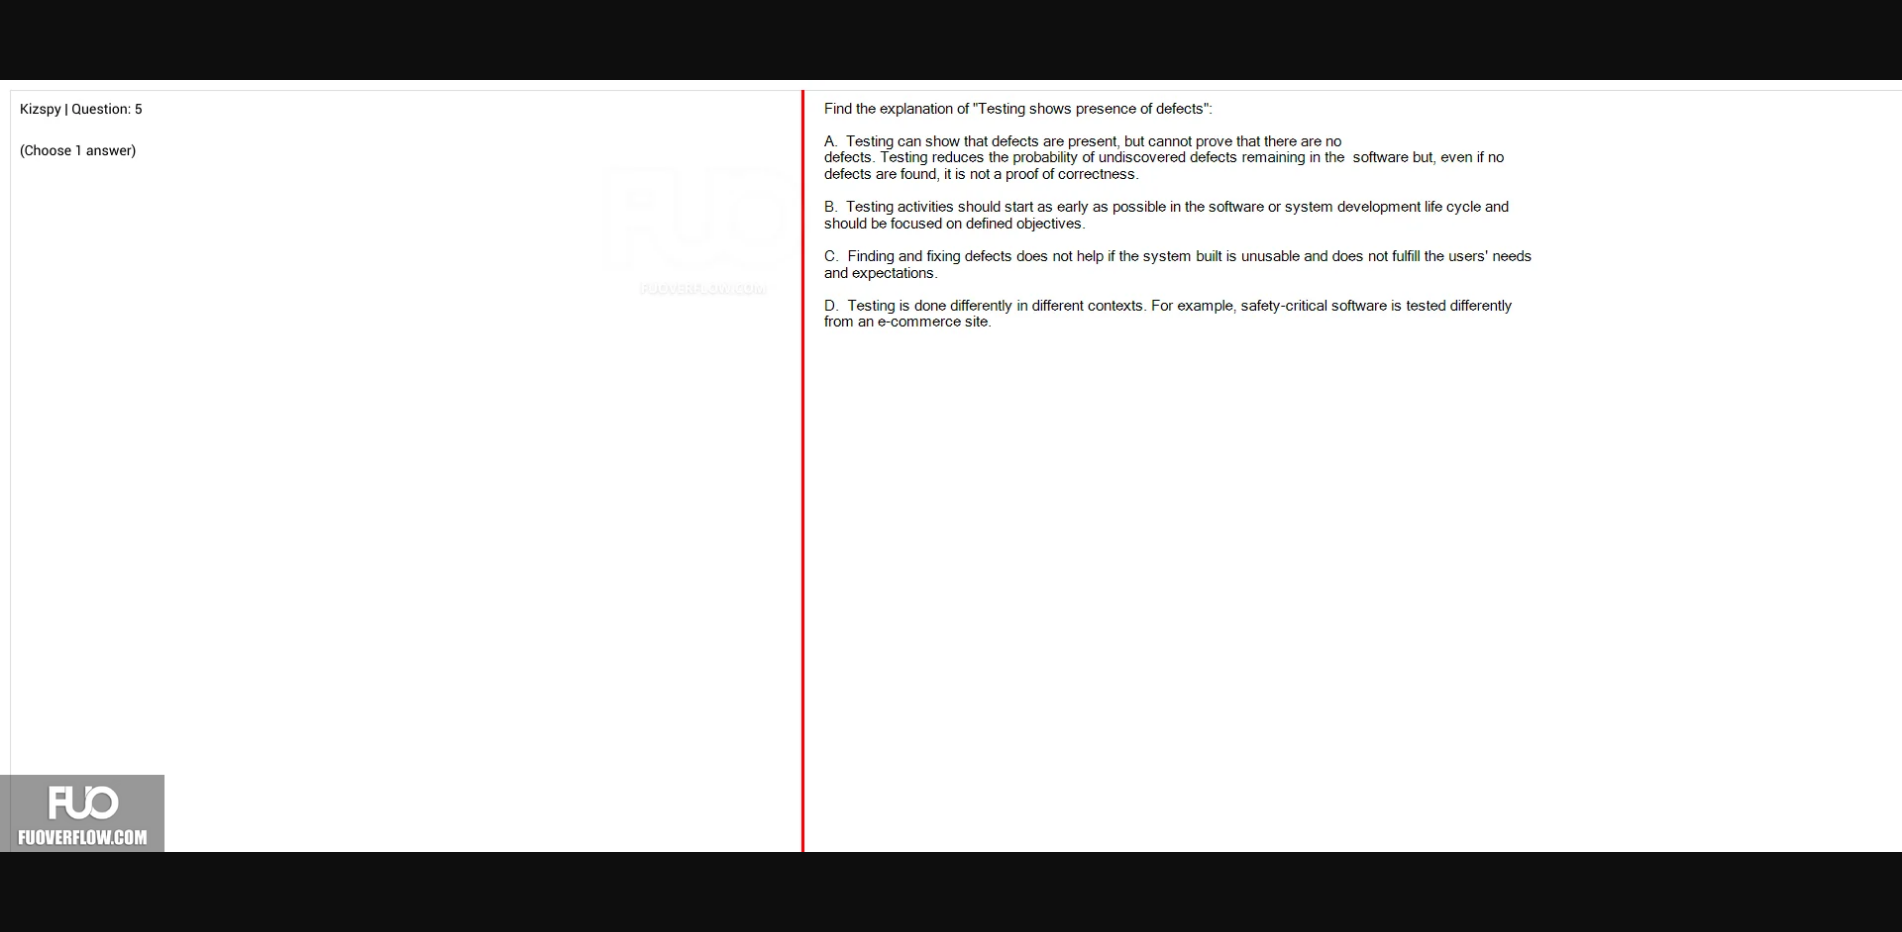 Kizspy | Question: 5
(Choose 1 answer)
FUO
FUOVERFLOW.COM
Find the explanation of "Testing shows presence of defects":
A.  Testing can show that defects are present, but cannot prove that there are no
defects. Testing reduces the probability of undiscovered defects remaining in the  software but, even if no
defects are found, it is not a proof of correctness.
B.  Testing activities should start as early as possible in the software or system development life cycle and
should be focused on defined objectives.
C.  Finding and fixing defects does not help if the system built is unusable and does not fulfill the users' needs
and expectations.
D.  Testing is done differently in different contexts. For example, safety-critical software is tested differently
from an e-commerce site.
FUO
FUOVERFLOW.COM